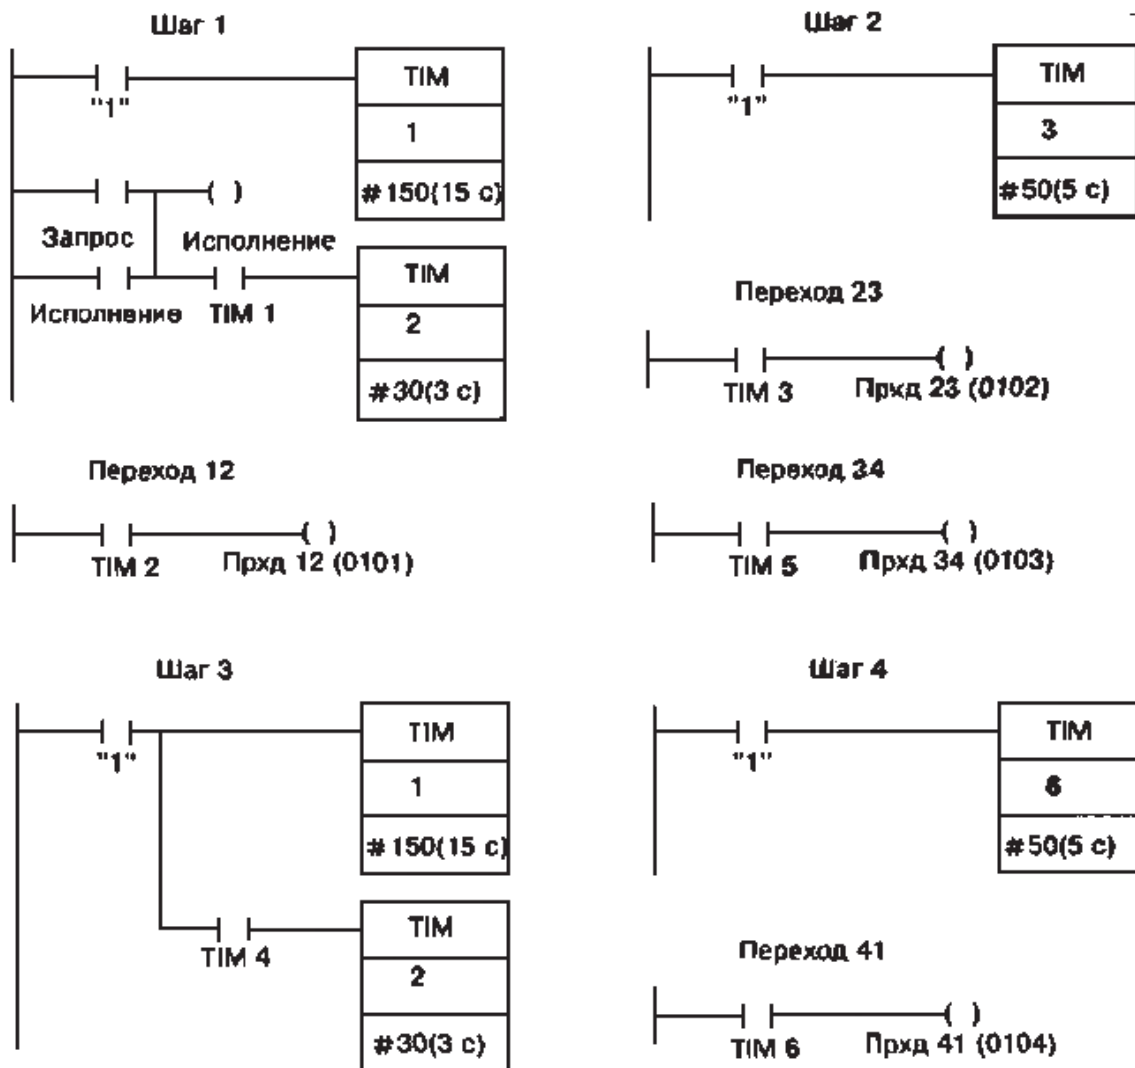 Шаг 1
"1"
TIM
1
#150(15 с)
( )
Запрос
Исполнение
Исполнение
TIM 1
TIM
2
#30(3 с)
Переход 12
TIM 2
( )
Прхд 12 (0101)
Шаг 2
"1"
TIM
3
#50(5 с)
Переход 23
TIM 3
( )
Прхд 23 (0102)
Переход 34
TIM 5
( )
Прхд 34 (0103)
Шаг 3
"1"
TIM
1
#150(15 с)
TIM 4
TIM
2
#30(3 с)
Шаг 4
"1"
TIM
6
#50(5 с)
Переход 41
TIM 6
( )
Прхд 41 (0104)